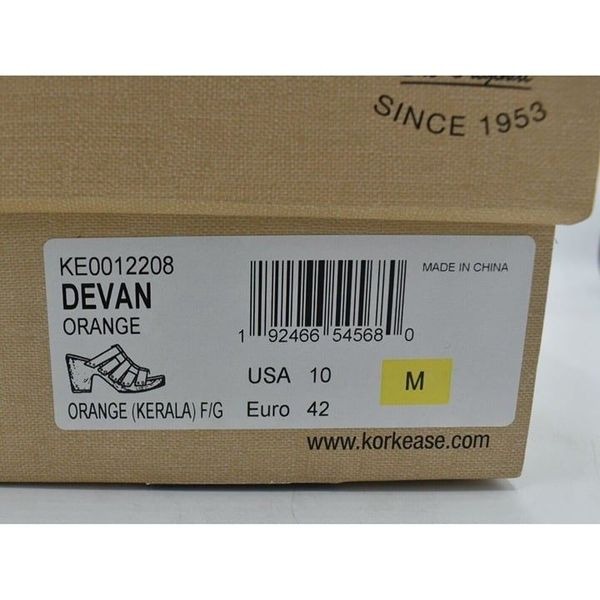 SINCE 1953
KE0012208
DEVAN
ORANGE
MADE IN CHINA
1 92466 54568 0
USA 10
M
ORANGE (KERALA) F/G Euro 42
www.korkease.com